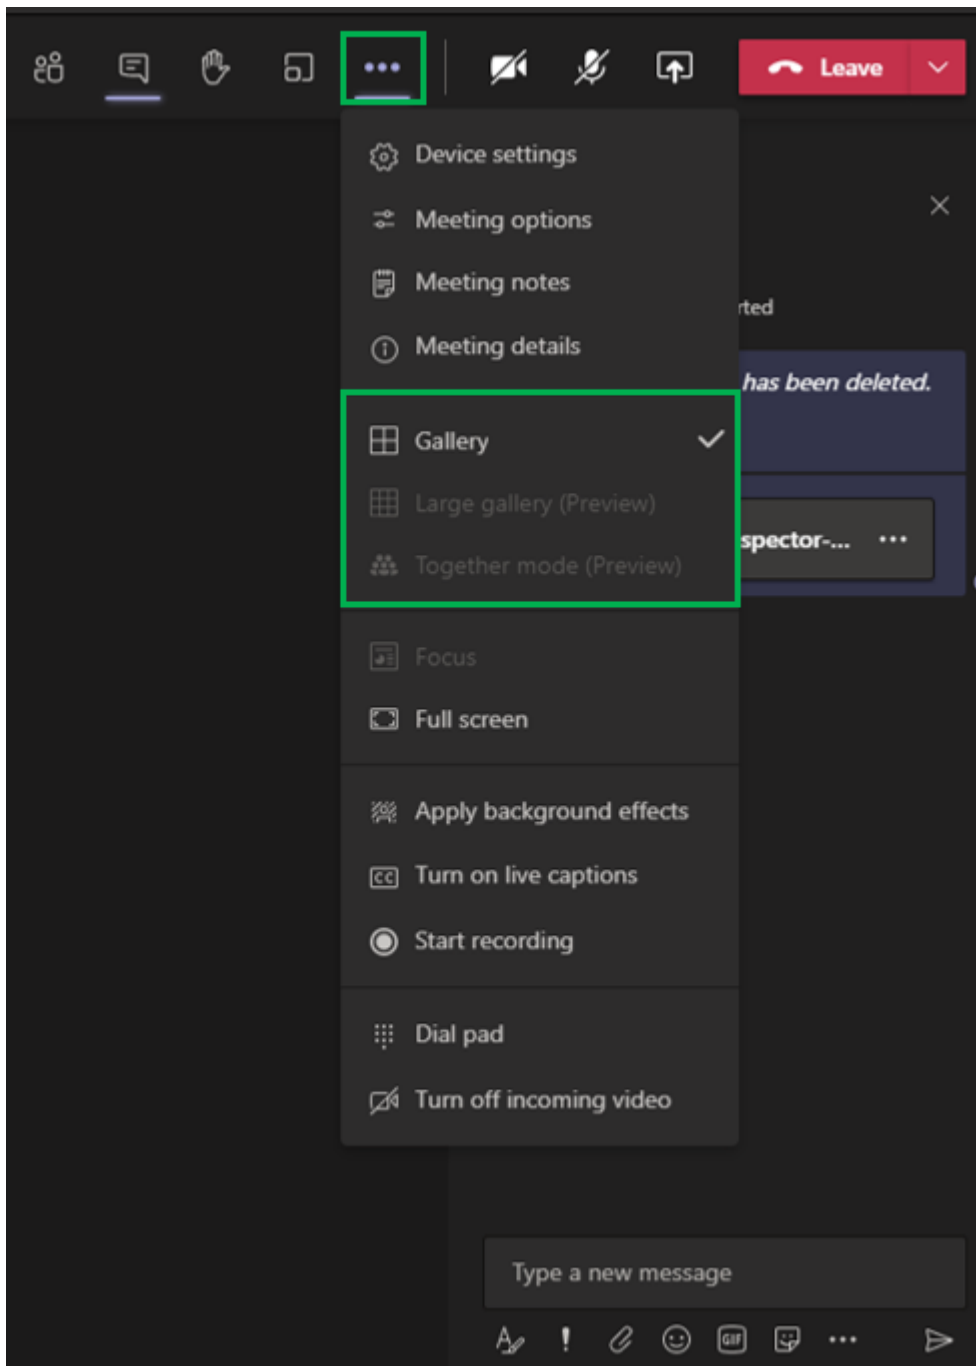 Leave
Device settings
Meeting options
Meeting notes
rted
Meeting details
has been deleted.
Gallery
Large gallery (Preview)
spector-...
Together mode (Preview)
Focus
Full screen
Apply background effects
CC Turn on live captions
Start recording
Dial pad
Turn off incoming video
Type a new message
GIF